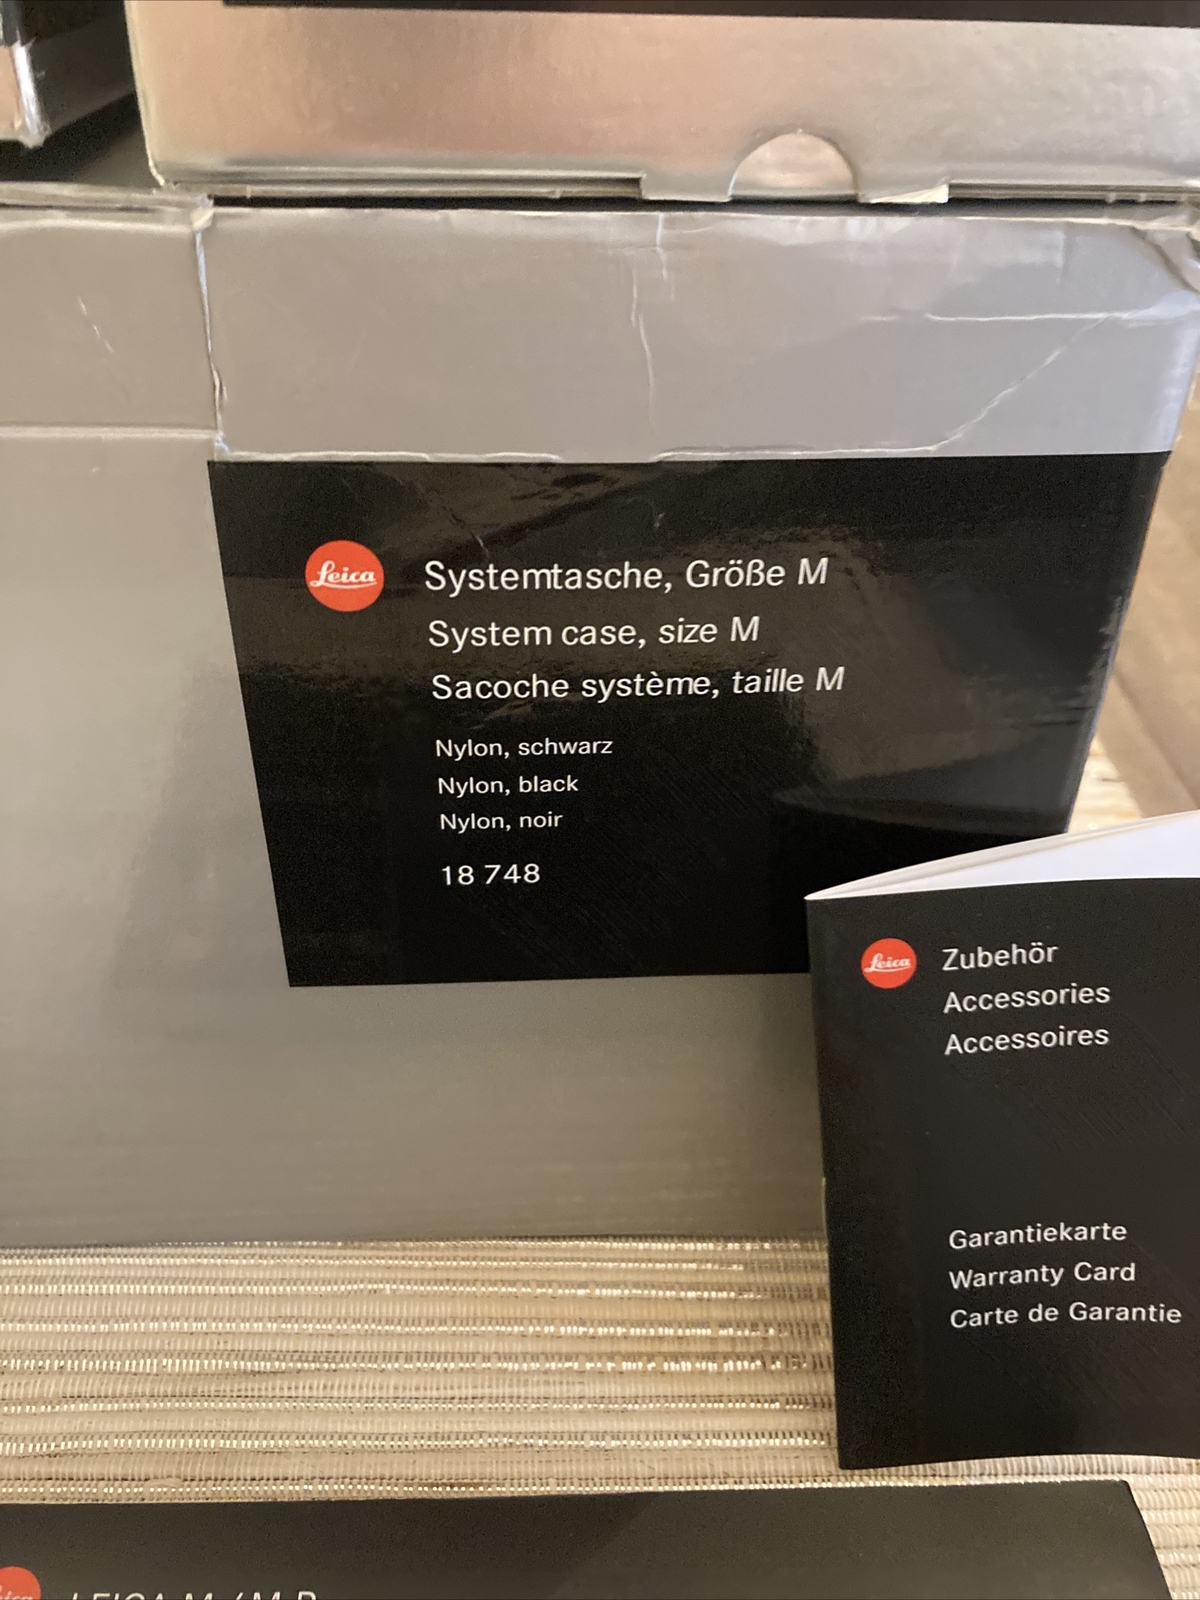 Leica
Systemtasche, Größe M
System case, size M
Sacoche système, taille M
Nylon, schwarz
Nylon, black
Nylon, noir
18 748
Leica
Zubehör
Accessories
Accessoires
Garantiekarte
Warranty Card
Carte de Garantie
LEICA M / M-P